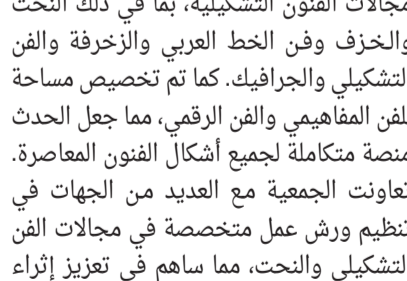 مجالات الفنون التشكيلية، بما في ذلك النحت
والخزف وفن الخط العربي والزخرفة والفن
التشكيلي والجرافيك. كما تم تخصيص مساحة
للفن المفاهيمي والفن الرقمي، مما جعل الحدث
منصة متكاملة لجميع أشكال الفنون المعاصرة.
تعاونت الجمعية مع العديد من الجهات في
تنظيم ورش عمل متخصصة في مجالات الفن
التشكيلي والنحت، مما ساهم في تعزيز إثراء